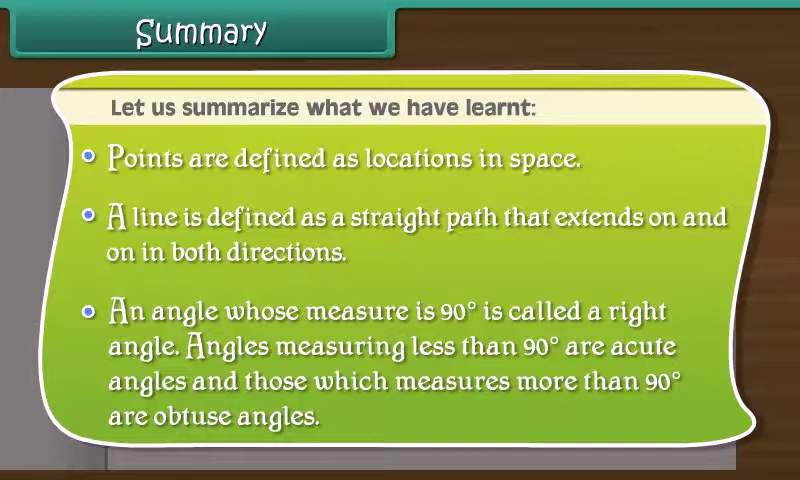 Summary
Let us summarize what we have learnt:
Points are defined as locations in space.
A line is defined as a straight path that extends on and
on in both directions.
An angle whose measure is 90° is called a right
angle. Angles measuring less than 90° are acute
angles and those which measures more than 90°
are obtuse angles.